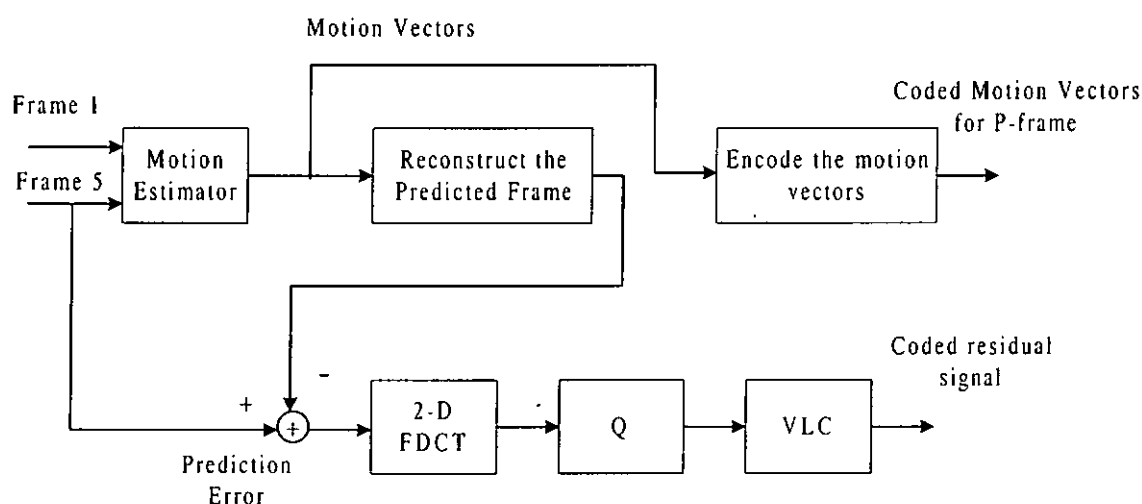 Motion Vectors
Frame 1
Coded Motion Vectors
for P-frame
Motion
Estimator
Reconstruct the
Predicted Frame
Encode the motion
vectors
Frame 5
Coded residual
signal
-
+
+
2-D
FDCT
Q
VLC
Prediction
Error